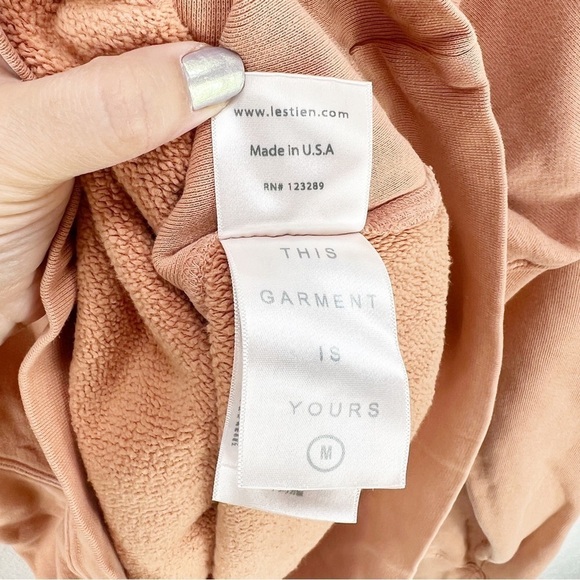 www.lestien.com
Made in U.S.A
RN# 123289
THIS
GARMENT
IS
YOURS
M